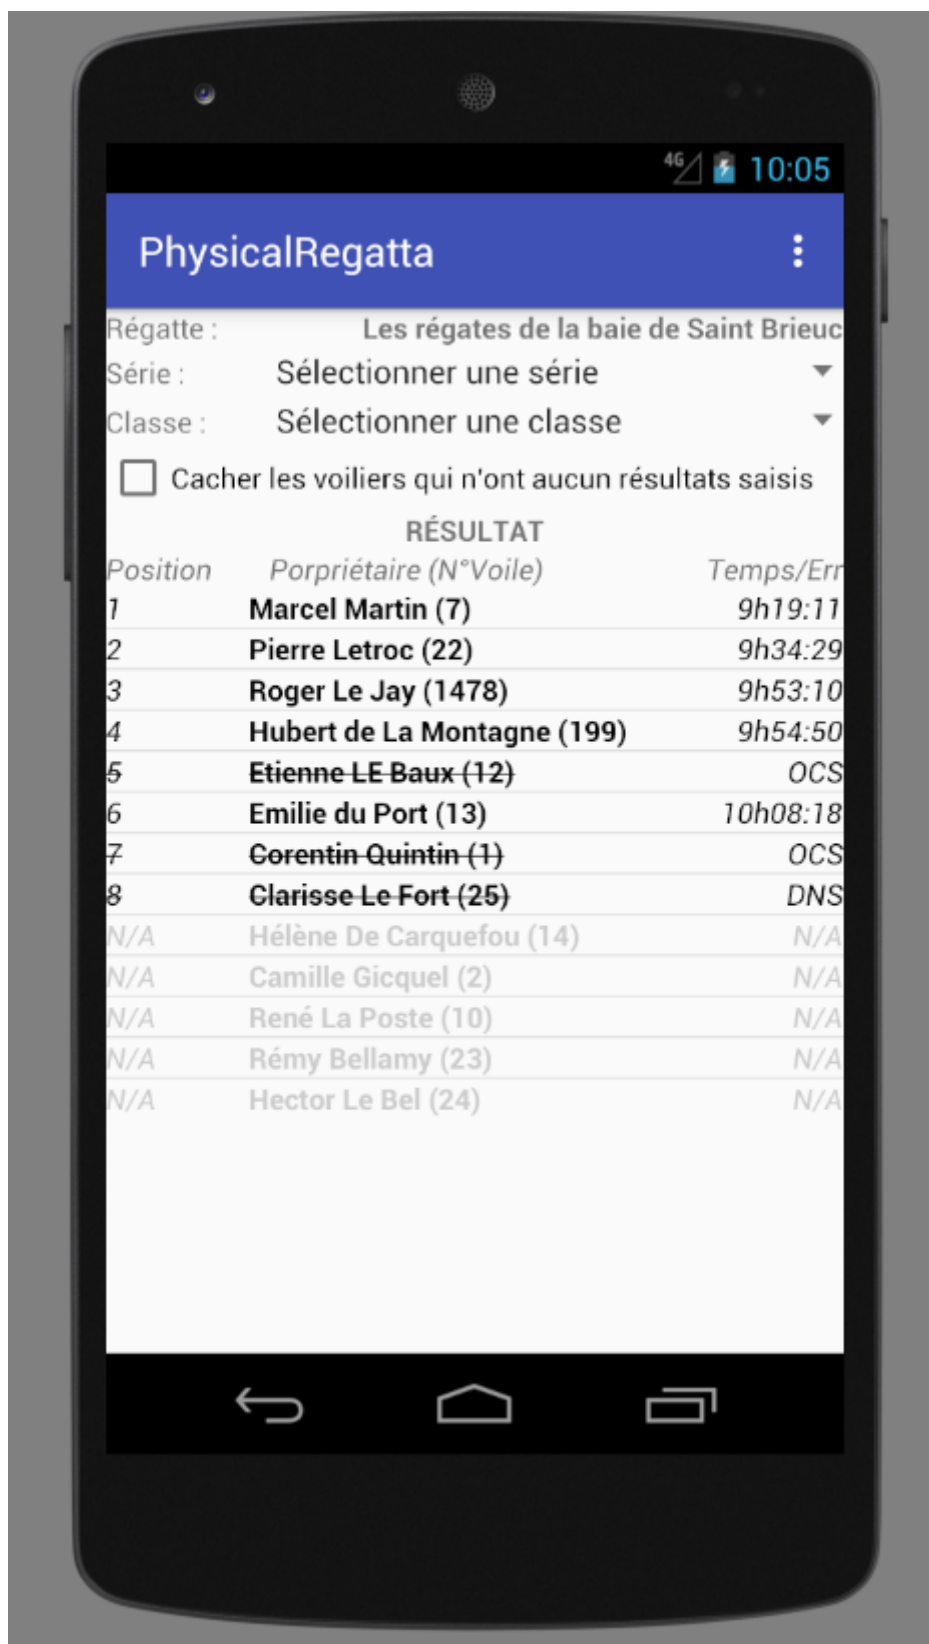 4G 10:05
PhysicalRegatta
Régatte : Les régates de la baie de Saint Brieuc
Série : Sélectionner une série
Classe : Sélectionner une classe
Cacher les voiliers qui n'ont aucun résultats saisis
RÉSULTAT
Position Porpriétaire (N°Voile) Temps/Err
1 Marcel Martin (7) 9h19:11
2 Pierre Letroc (22) 9h34:29
3 Roger Le Jay (1478) 9h53:10
4 Hubert de La Montagne (199) 9h54:50
5 Etienne LE Baux (12) OCS
6 Emilie du Port (13) 10h08:18
7 Corentin Quintin (1) OCS
8 Clarisse Le Fort (25) DNS
N/A Hélène De Carquefou (14) N/A
N/A Camille Gicquel (2) N/A
N/A René La Poste (10) N/A
N/A Rémy Bellamy (23) N/A
N/A Hector Le Bel (24) N/A